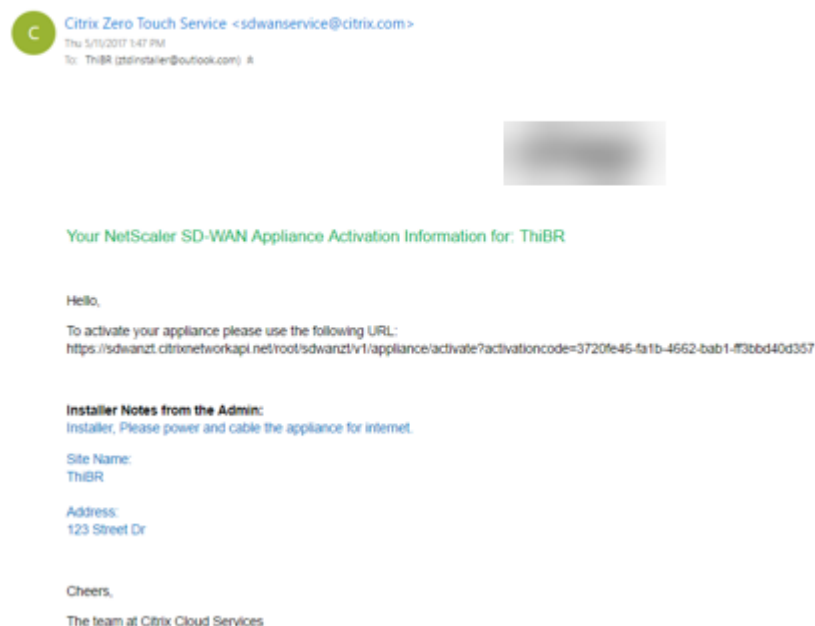 C
Citrix Zero Touch Service <sdwanservice@citrix.com>
Thu 5/11/2017 1:47 PM
To: ThiBR (ztdinstaller@outlook.com)
Your NetScaler SD-WAN Appliance Activation Information for: ThiBR
Hello,
To activate your appliance please use the following URL:
https://sdwanzt.citrixnetworkapi.net/root/sdwanzt/v1/appliance/activate?activationcode=3720fe46-fa1b-4662-bab1-ff3bbd40d357
Installer Notes from the Admin:
Installer, Please power and cable the appliance for internet.
Site Name:
ThiBR
Address:
123 Street Dr
Cheers,
The team at Citrix Cloud Services